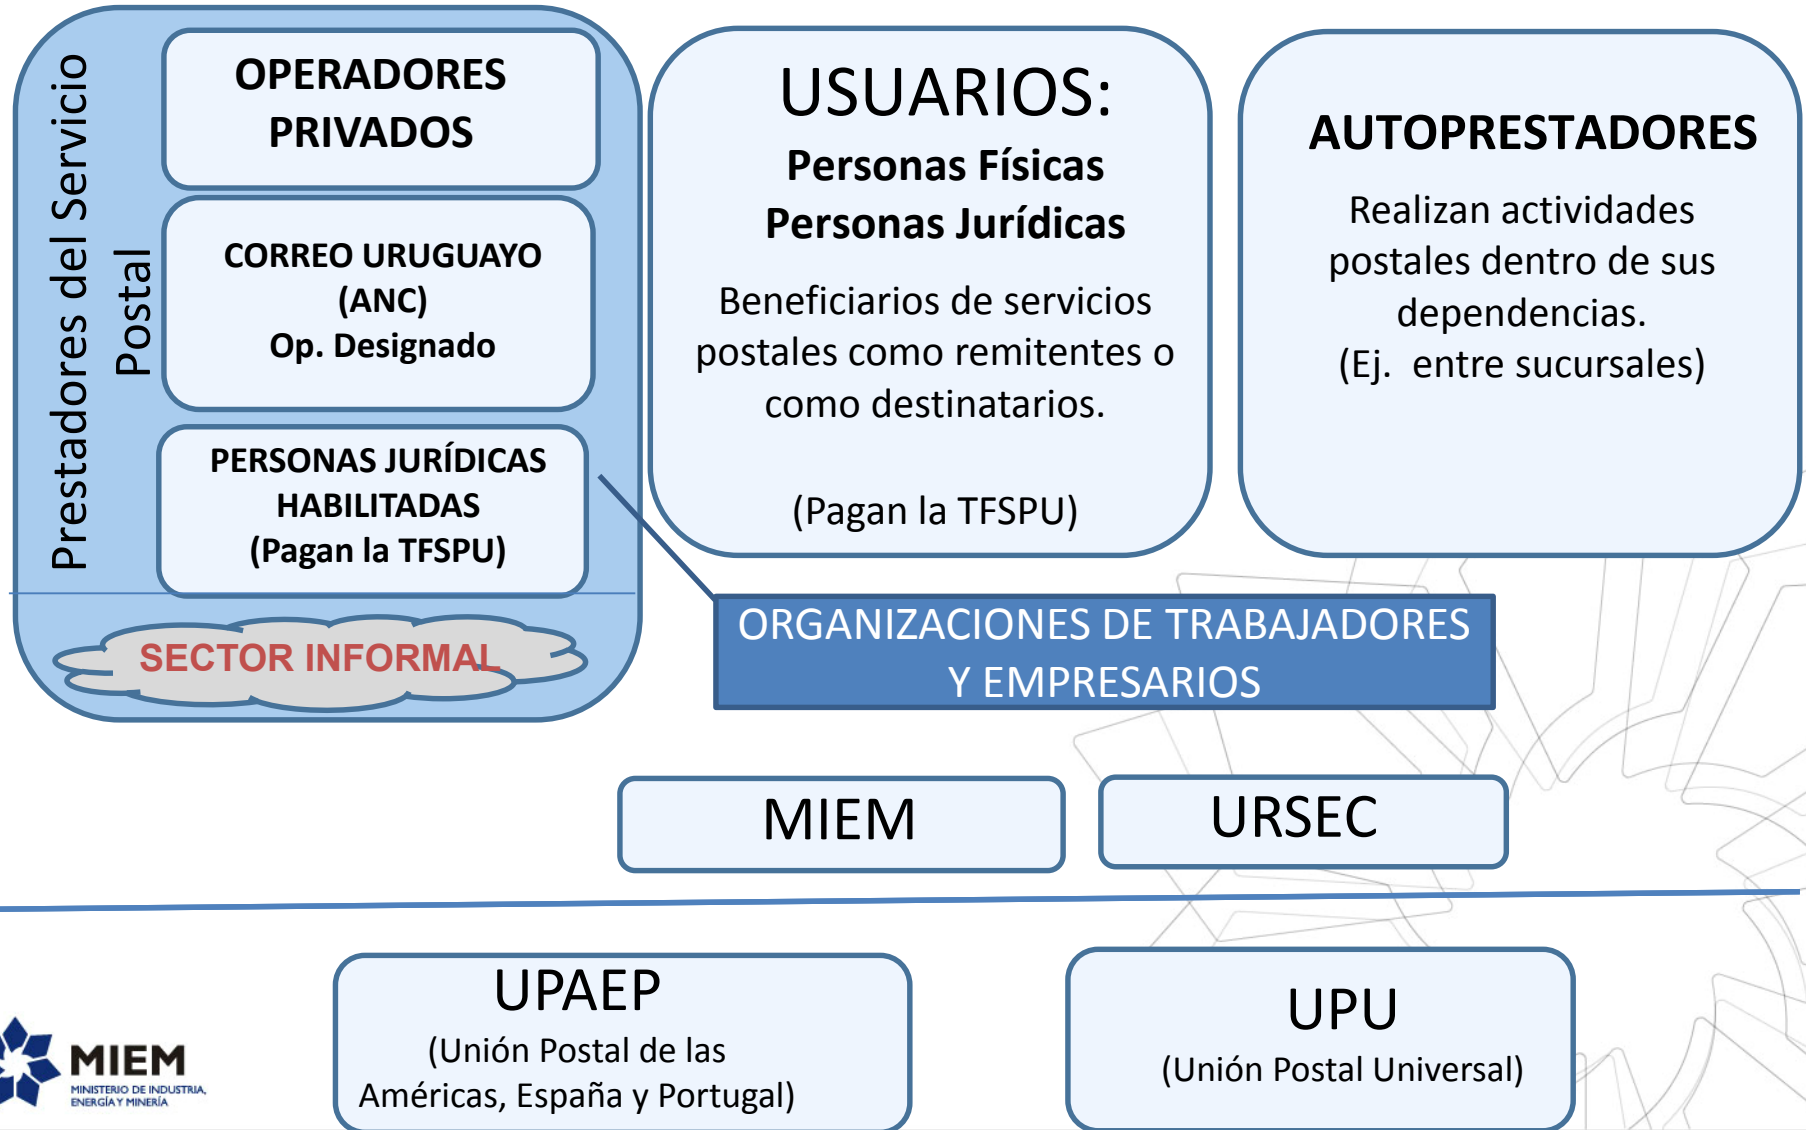 Prestadores del Servicio
Postal
OPERADORES
PRIVADOS
CORREO URUGUAYO
(ANC)
Op. Designado
PERSONAS JURÍDICAS
HABILITADAS
(Pagan la TFSPU)
SECTOR INFORMAL
USUARIOS:
Personas Físicas
Personas Jurídicas
Beneficiarios de servicios
postales como remitentes o
como destinatarios.
(Pagan la TFSPU)
AUTOPRESTADORES
Realizan actividades
postales dentro de sus
dependencias.
(Ej. entre sucursales)
ORGANIZACIONES DE TRABAJADORES
Y EMPRESARIOS
MIEM
URSEC
UPAEP
(Unión Postal de las
Américas, España y Portugal)
UPU
(Unión Postal Universal)
MIEM
MINISTERIO DE INDUSTRIA,
ENERGÍA Y MINERÍA